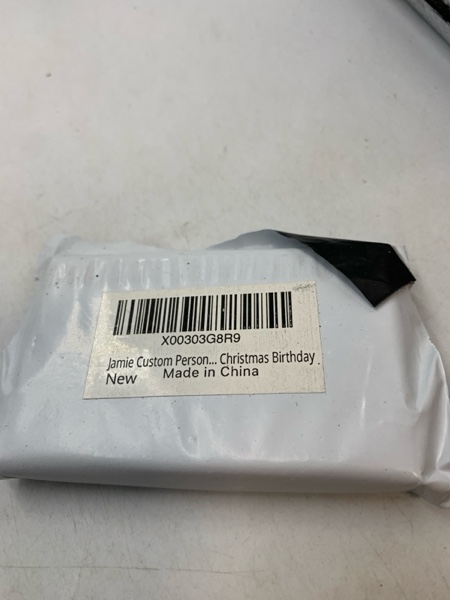 X00303G8R9
Jamie Custom Person... Christmas Birthday
New Made in China